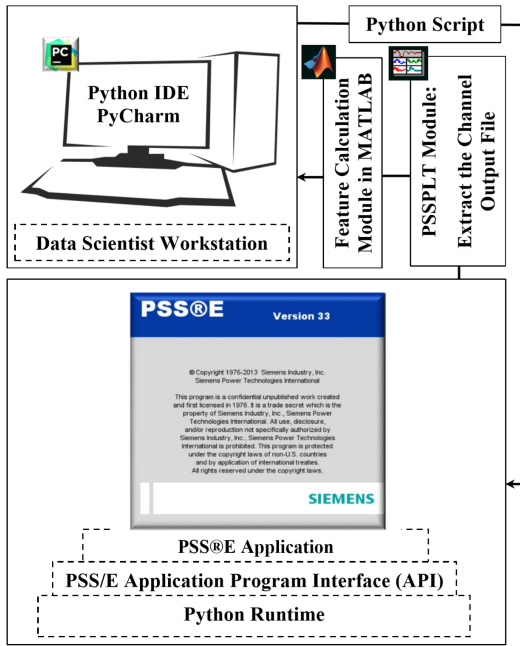 Python Script
PC
Python IDE
PyCharm
Data Scientist Workstation
Feature Calculation
Module in MATLAB
PSSPLT Module:
Extract the Channel
Output File
PSS®E
Version 33
© Copyright 1976-2013 Siemens Industry, Inc.
Siemens Power Technologies International
This program is a confidential unpublished work created
and first licensed in 1976. It is a trade secret which is the
property of Siemens Industry, Inc., Siemens Power
Technologies International. All use, disclosure,
and/or reproduction not specifically authorized by
Siemens Industry, Inc., Siemens Power Technologies
International is prohibited. This program is protected
under the copyright laws of non-U.S. countries
and by application of international treaties.
All rights reserved under the copyright laws.
SIEMENS
PSS®E Application
PSS/E Application Program Interface (API)
Python Runtime